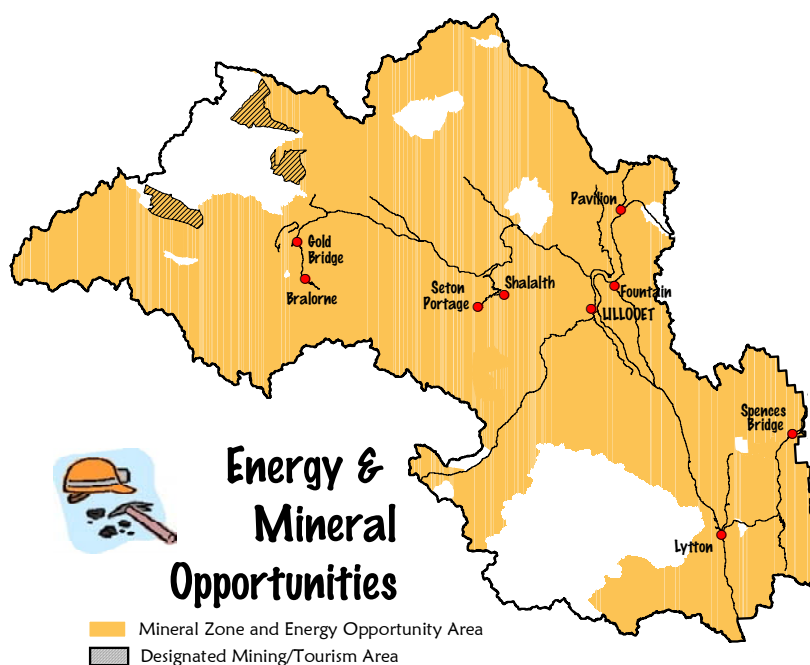 Pavilion
Gold
Bridge
Bralorne
Seton
Portage
Shalalth
Fountain
LILLOOET
Spences
Bridge
Lytton
Energy &
Mineral
Opportunities
Mineral Zone and Energy Opportunity Area
Designated Mining/Tourism Area